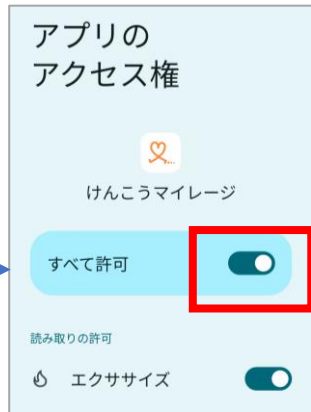 アプリの
アクセス権
けんこうマイレージ
すべて許可
読み取りの許可
エクササイズ